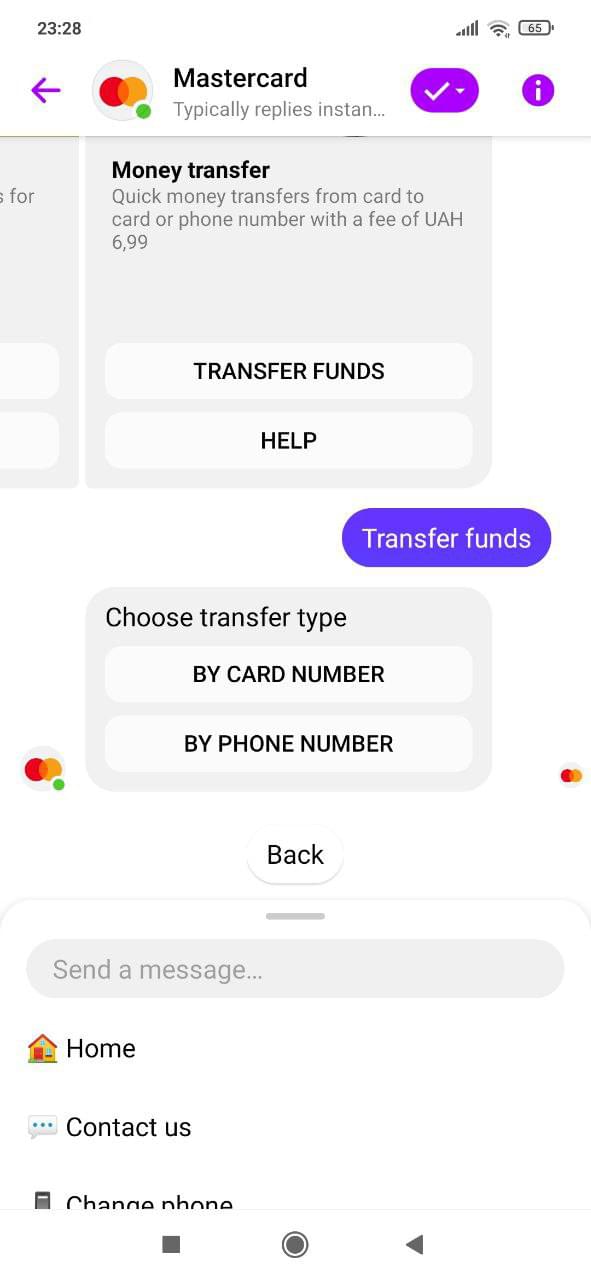 23:28
65
Mastercard
Typically replies instan...
Money transfer
s for
Quick money transfers from card to
card or phone number with a fee of UAH
6,99
TRANSFER FUNDS
HELP
Transfer funds
Choose transfer type
BY CARD NUMBER
BY PHONE NUMBER
Back
Send a message...
Home
Contact us
Change phone